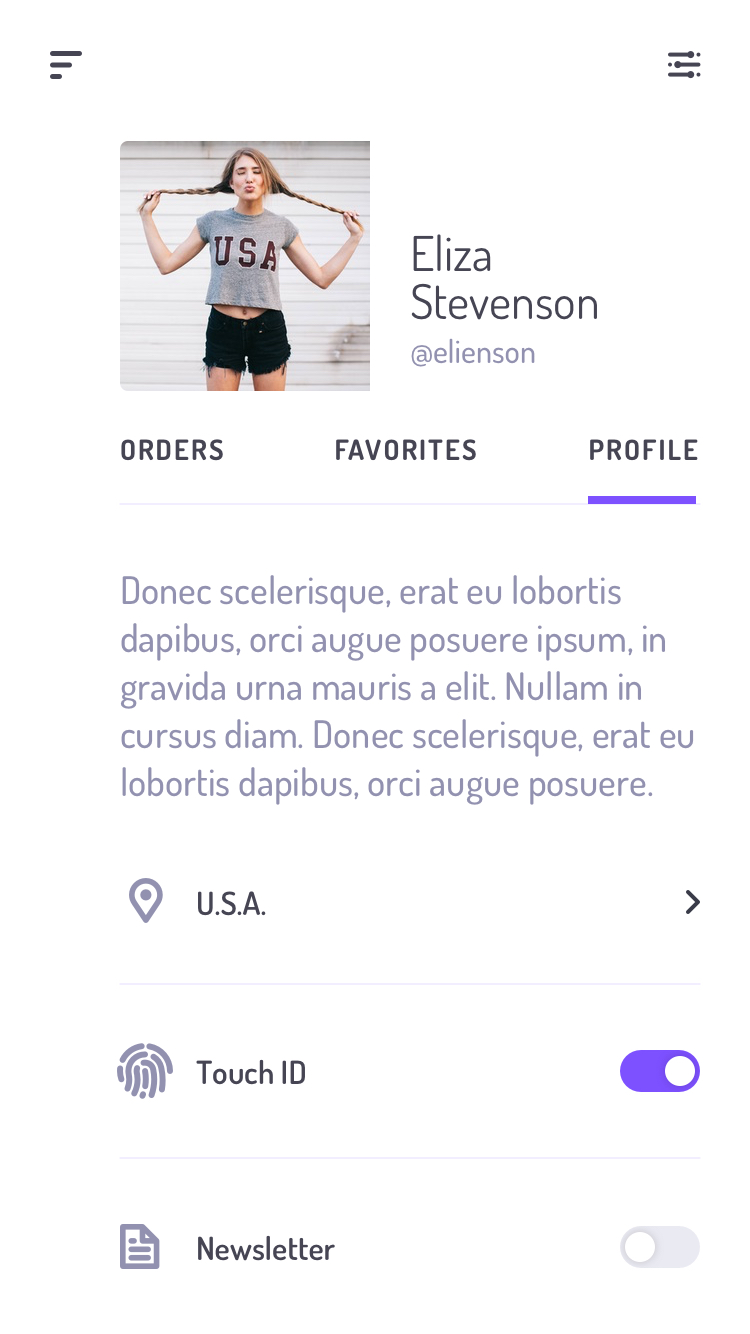 USA
Eliza
Stevenson
@elienson
ORDERS FAVORITES PROFILE
Donec scelerisque, erat eu lobortis
dapibus, orci augue posuere ipsum, in
gravida urna mauris a elit. Nullam in
cursus diam. Donec scelerisque, erat eu
lobortis dapibus, orci augue posuere.
U.S.A.
Touch ID
Newsletter